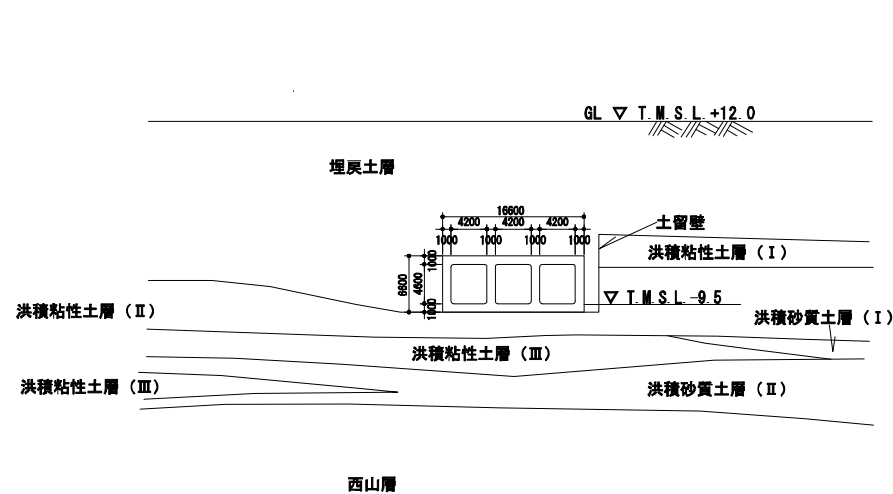 GL ▽ T.M.S.L.+12.0
埋戻土層
16600
4200 4200 4200
土留壁
1000 1000 1000 1000
洪積粘性土層（Ⅰ）
1000
6600 4600
1000
▽ T.M.S.L.-9.5
洪積粘性土層（Ⅱ）
洪積砂質土層（Ⅰ）
洪積粘性土層（Ⅲ）
洪積粘性土層（Ⅲ）
洪積砂質土層（Ⅱ）
西山層